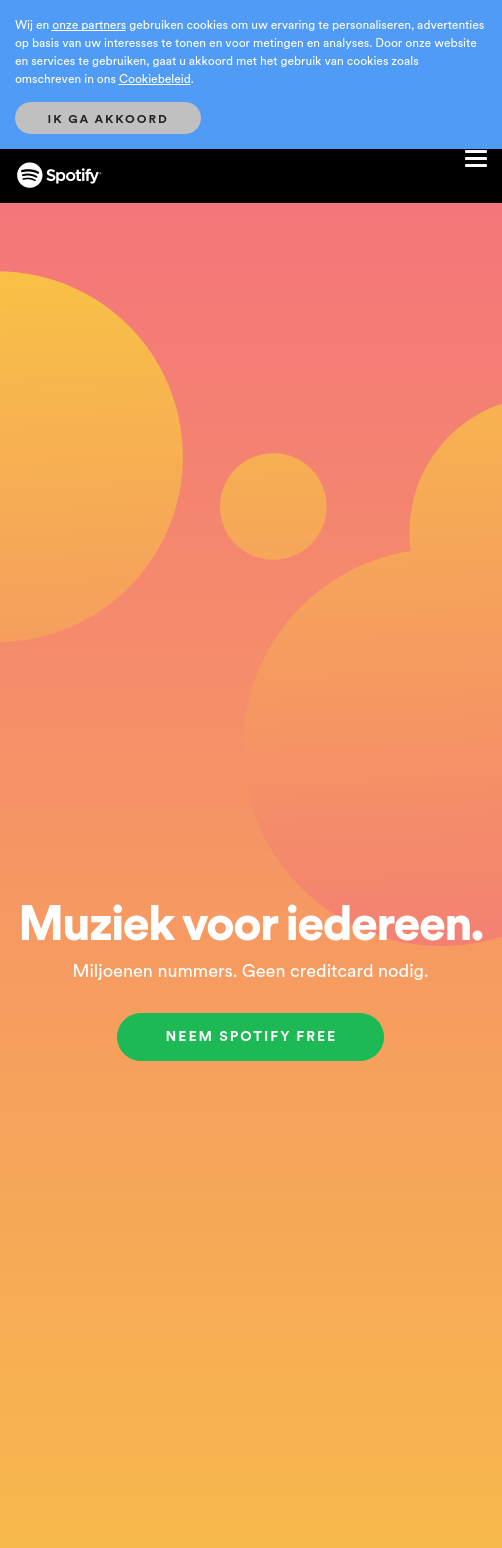 Wij en onze partners gebruiken cookies om uw ervaring te personaliseren, advertenties
op basis van uw interesses te tonen en voor metingen en analyses. Door onze website
en services te gebruiken, gaat u akkoord met het gebruik van cookies zoals
omschreven in ons Cookiebeleid.
IK GA AKKOORD
Spotify
Muziek voor iedereen.
Miljoenen nummers. Geen creditcard nodig.
NEEM SPOTIFY FREE